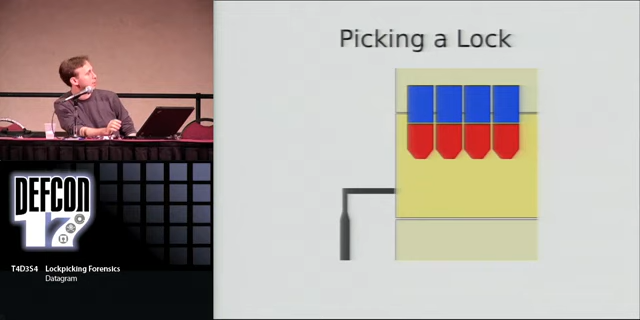 Picking a Lock
DEFCON
17
T4D3S4 Lockpicking Forensics
Datagram